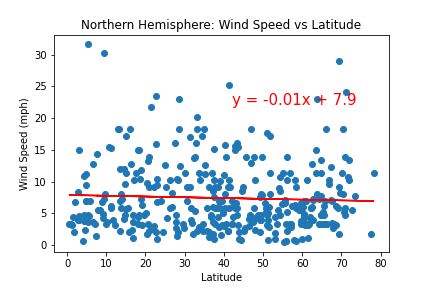 Northern Hemisphere: Wind Speed vs Latitude
30
25
20
15
10
5
0
Wind Speed (mph)
y = -0.01x + 7.9
0 10 20 30 40 50 60 70 80
Latitude